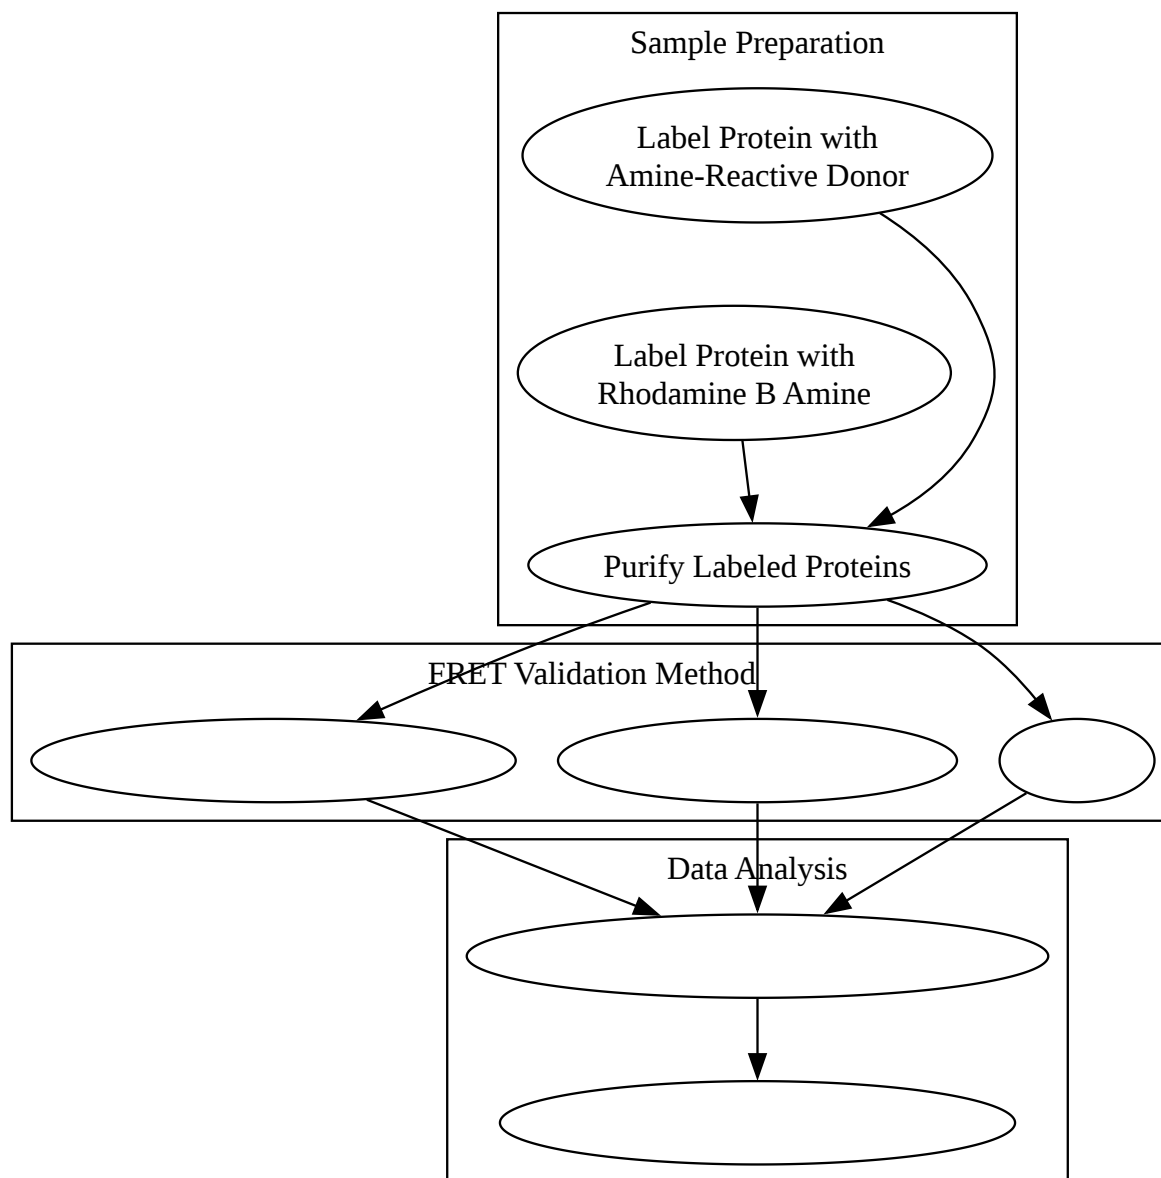 Sample Preparation
Label Protein with
Amine-Reactive Donor
Label Protein with
Rhodamine B Amine
Purify Labeled Proteins
FRET Validation Method
Data Analysis